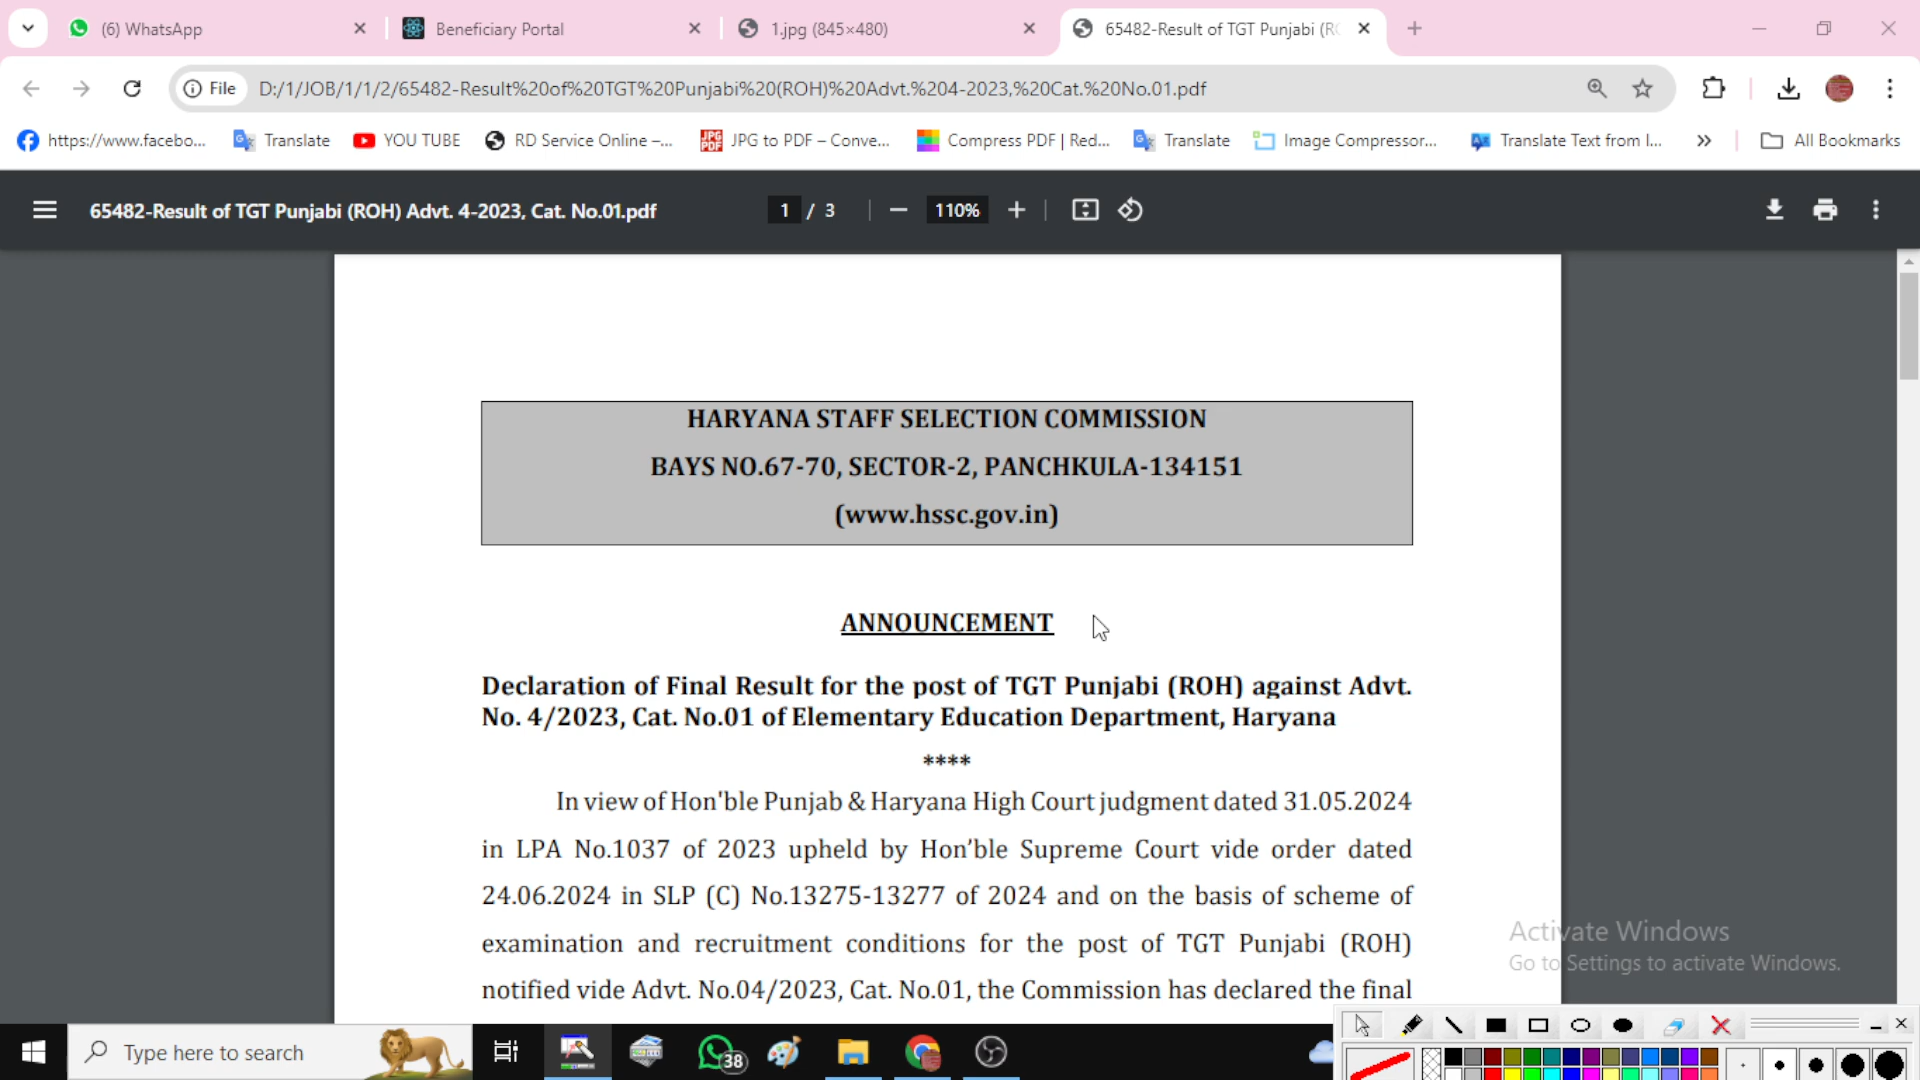 (6) WhatsApp
Beneficiary Portal
1.jpg (845×480)
65482-Result of TGT Punjabi (RO
File
D:/1/JOB/1/1/2/65482-Result%20of%20TGT%20Punjabi%20(ROH)%20Advt.%204-2023,%20Cat.%20No.01.pdf
https://www.facebo...
Translate
YOU TUBE
RD Service Online –...
JPG to PDF – Conve...
Compress PDF | Red...
Translate
Image Compressor...
Translate Text from I...
All Bookmarks
65482-Result of TGT Punjabi (ROH) Advt. 4-2023, Cat. No.01.pdf
1 / 3
110%
HARYANA STAFF SELECTION COMMISSION
BAYS NO.67-70, SECTOR-2, PANCHKULA-134151
(www.hssc.gov.in)
ANNOUNCEMENT
Declaration of Final Result for the post of TGT Punjabi (ROH) against Advt.
No. 4/2023, Cat. No.01 of Elementary Education Department, Haryana
****
In view of Hon'ble Punjab & Haryana High Court judgment dated 31.05.2024
in LPA No.1037 of 2023 upheld by Hon’ble Supreme Court vide order dated
24.06.2024 in SLP (C) No.13275-13277 of 2024 and on the basis of scheme of
examination and recruitment conditions for the post of TGT Punjabi (ROH)
notified vide Advt. No.04/2023, Cat. No.01, the Commission has declared the final
Activate Windows
Go to Settings to activate Windows.
Type here to search
38